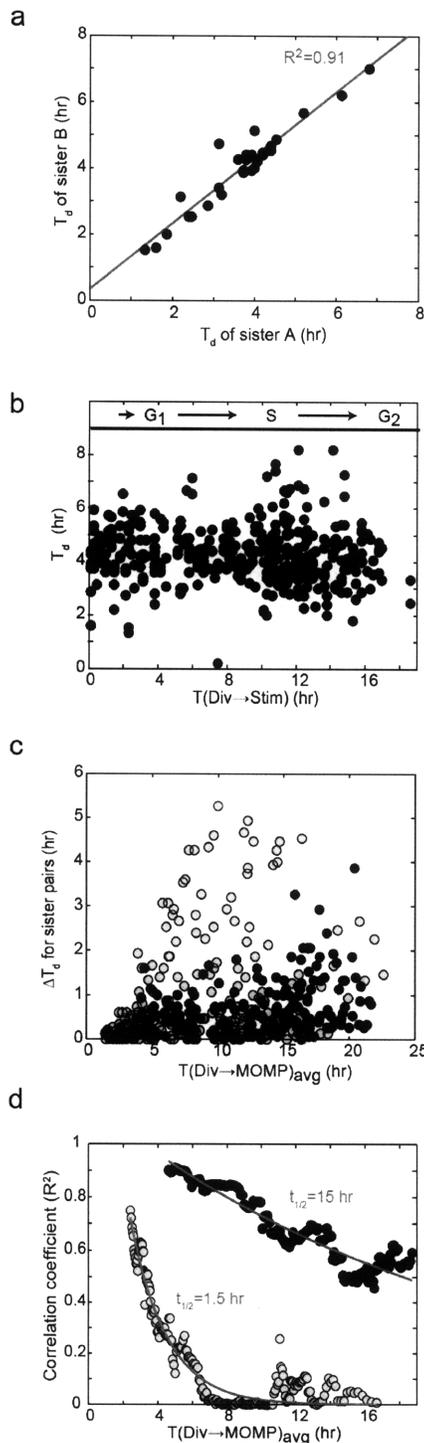 a
R²=0.91
T_d of sister B (hr)
8
6
4
2
0
0 2 4 6 8
T_d of sister A (hr)
b
→ G₁ → S → G₂
T_d (hr)
8
6
4
2
0
0 4 8 12 16
T(Div→Stim) (hr)
c
ΔT_d for sister pairs (hr)
6
5
4
3
2
1
0
0 5 10 15 20 25
T(Div→MOMP)avg (hr)
d
Correlation coefficient (R²)
1
0.8
0.6
0.4
0.2
0
t₁/₂=15 hr
t₁/₂=1.5 hr
0 4 8 12 16
T(Div→MOMP)avg (hr)